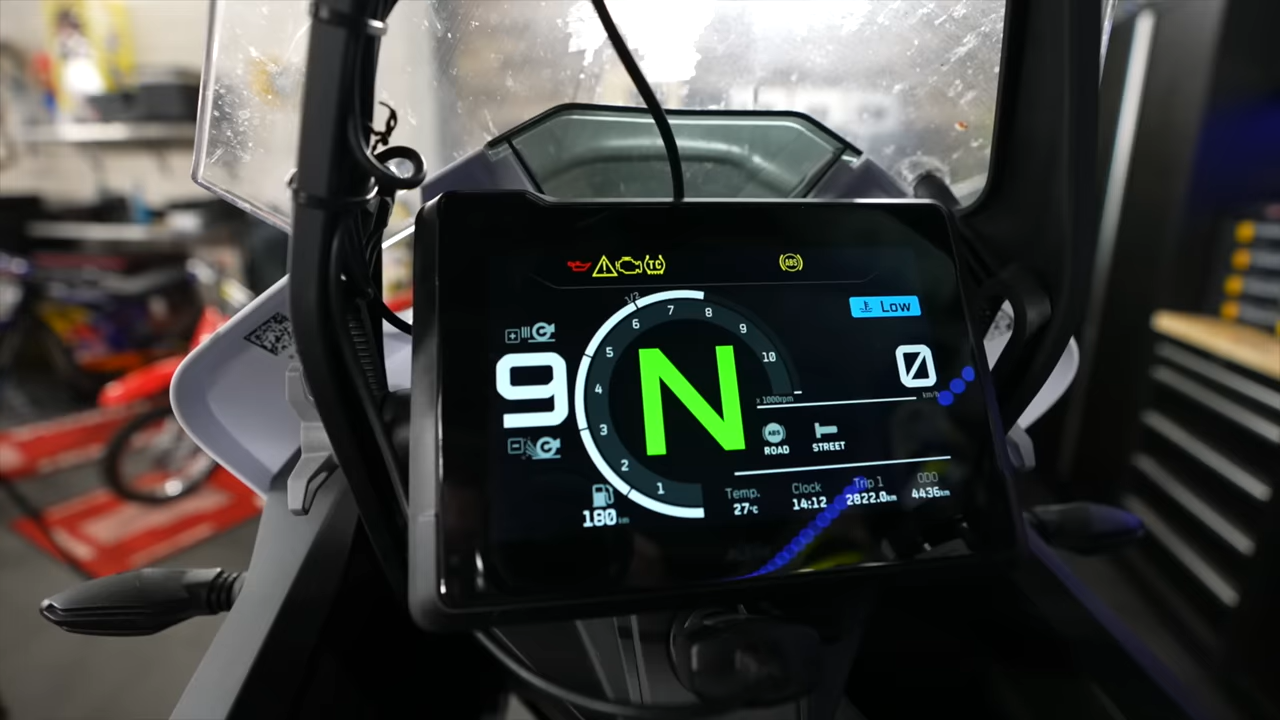 TC
ABS
Low
1/2
1
2
3
4
5
6
7
8
9
10
x 1000rpm
9
N
0
km/h
ABS
ROAD
STREET
180 km
Temp.
27°C
Clock
14:12
Trip 1
2822.0km
ODO
4436km